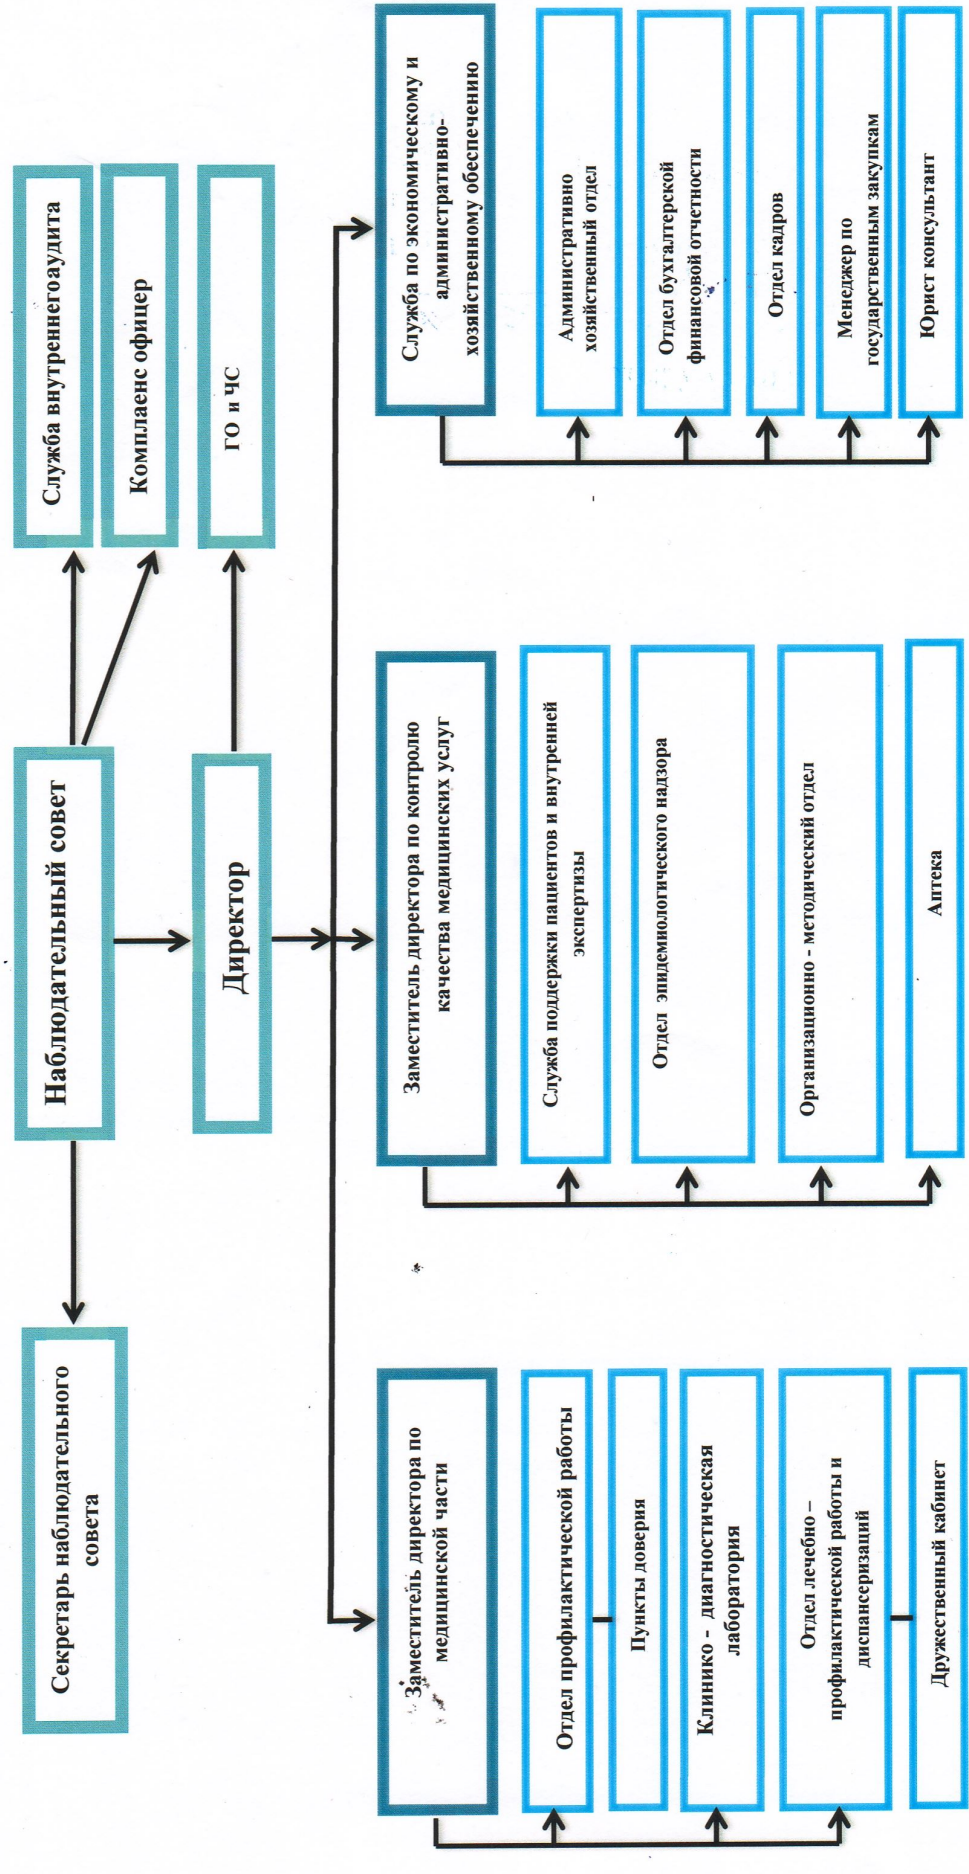 Секретарь наблюдательного
совета
Наблюдательный совет
Служба внутреннегоаудита
Комплаенс офицер
Директор
ГО и ЧС
Заместитель директора по
медицинской части
Отдел профилактической работы
Пункты доверия
Клинико - диагностическая
лаборатория
Отдел лечебно –
профилактической работы и
диспансеризаций
Дружественный кабинет
Заместитель директора по контролю
качества медицинских услуг
Служба поддержки пациентов и внутренней
экспертизы
Отдел эпидемиологического надзора
Организационно - методический отдел
Аптека
Служба по экономическому и
административно-
хозяйственному обеспечению
Административно
хозяйственный отдел
Отдел бухгалтерской
финансовой отчетности
Отдел кадров
Менеджер по
государственным закупкам
Юрист консультант